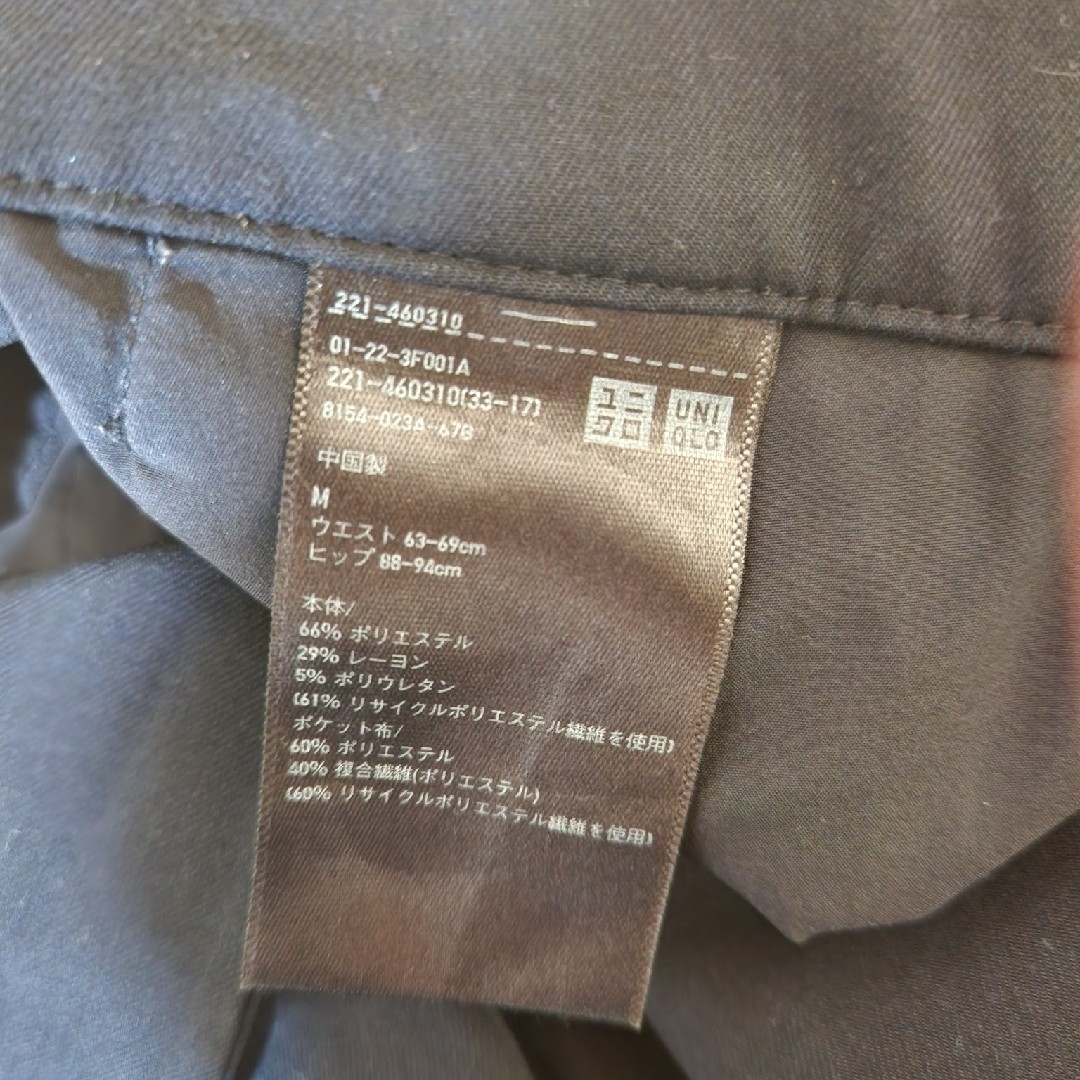 221-460310
01-22-3F001A
221-460310(33-17)
8154-023A-67B
ユニ
クロ
UNI
QLO
中国製
M
ウエスト 63-69cm
ヒップ 88-94cm
本体/
66% ポリエステル
29% レーヨン
5% ポリウレタン
(61% リサイクルポリエステル繊維を使用)
ポケット布/
60% ポリエステル
40% 複合繊維(ポリエステル)
(60% リサイクルポリエステル繊維を使用)